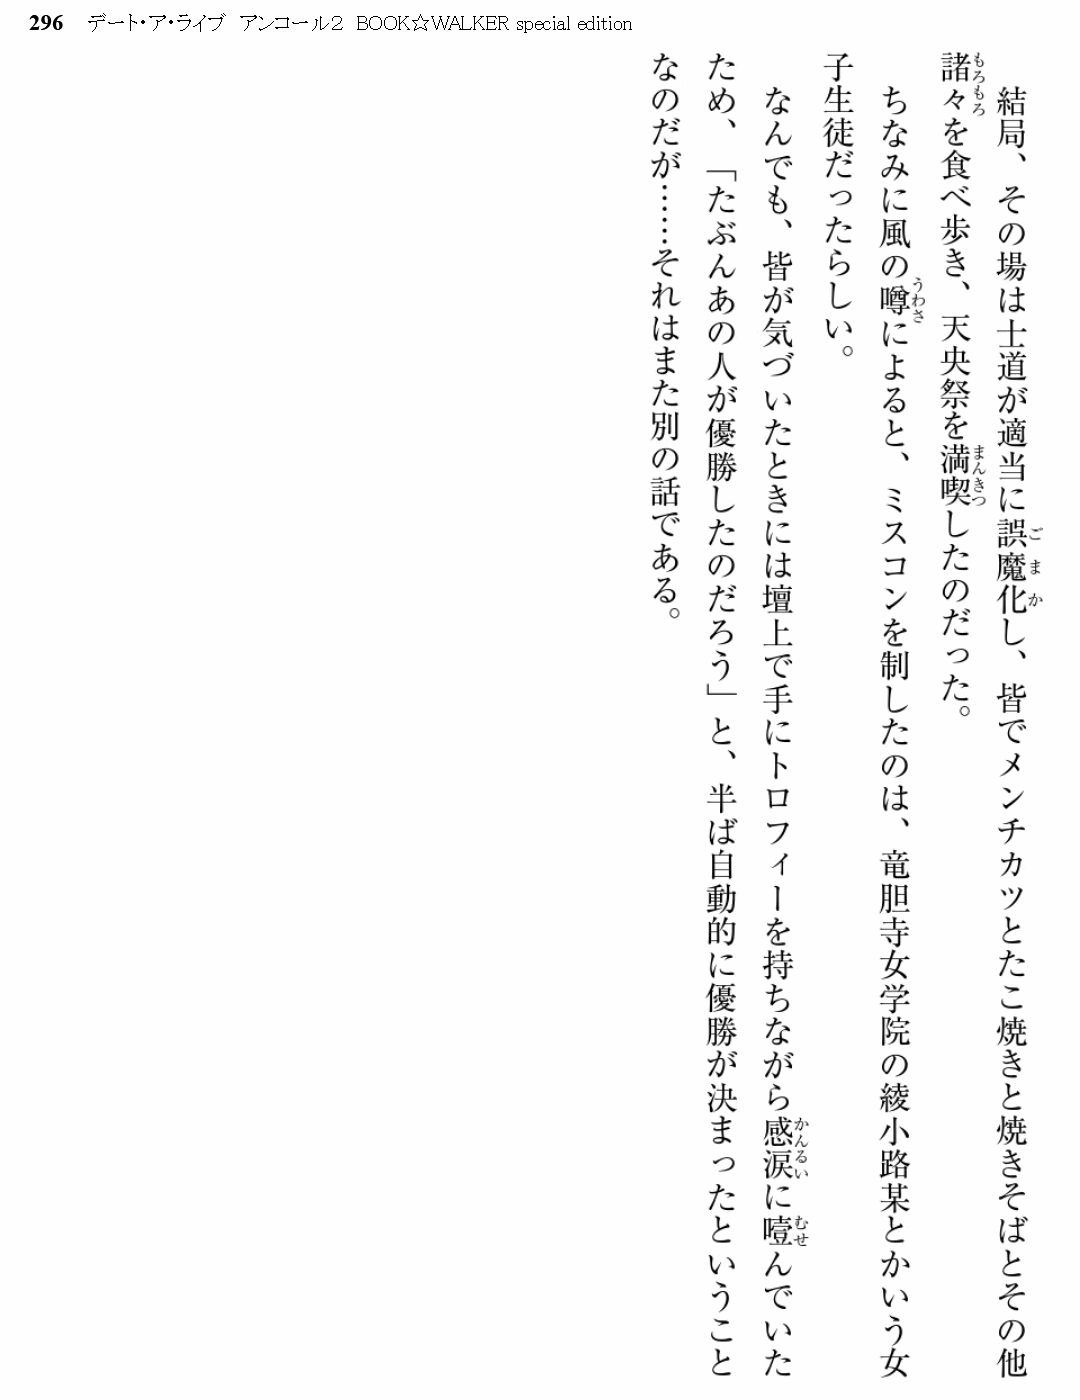 296 デート・ア・ライブ アンコール２ BOOK☆WALKER special edition
　結局、その場は士道が適当に誤魔化し、皆でメンチカツとたこ焼きと焼きそばとその他
諸々を食べ歩き、天央祭を満喫したのだった。
　ちなみに風の噂によると、ミスコンを制したのは、竜胆寺女学院の綾小路某とかいう女
子生徒だったらしい。
　なんでも、皆が気づいたときには壇上で手にトロフィーを持ちながら感涙に噎んでいた
ため、「たぶんあの人が優勝したのだろう」と、半ば自動的に優勝が決まったということ
なのだが……それはまた別の話である。